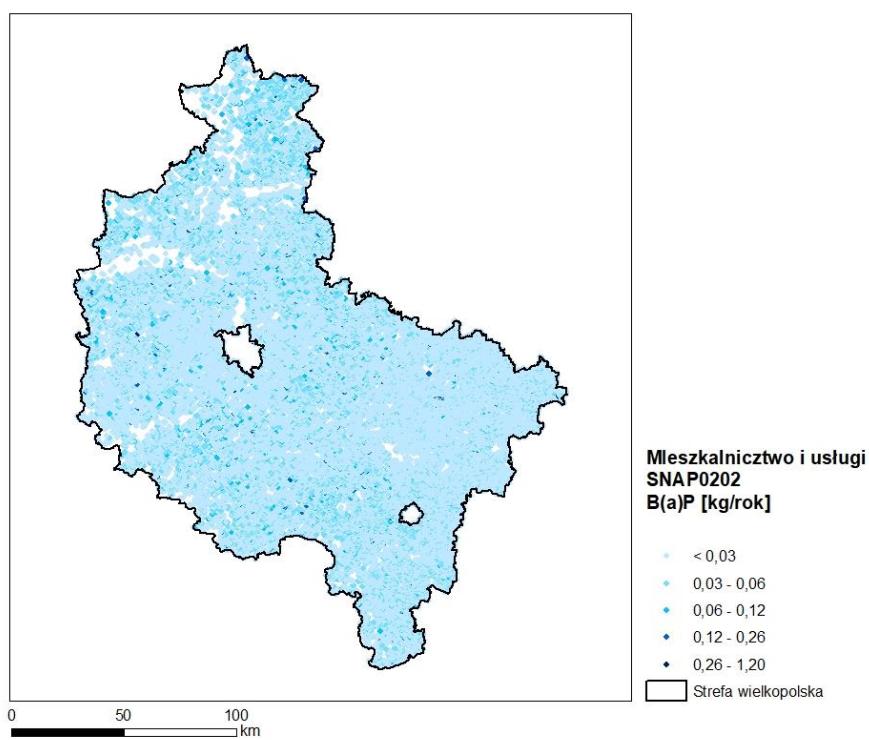 Mieszkalnictwo i usługi
SNAP0202
B(a)P [kg/rok]
< 0,03
0,03 - 0,06
0,06 - 0,12
0,12 - 0,26
0,26 - 1,20
Strefa wielkopolska
0 50 100
km